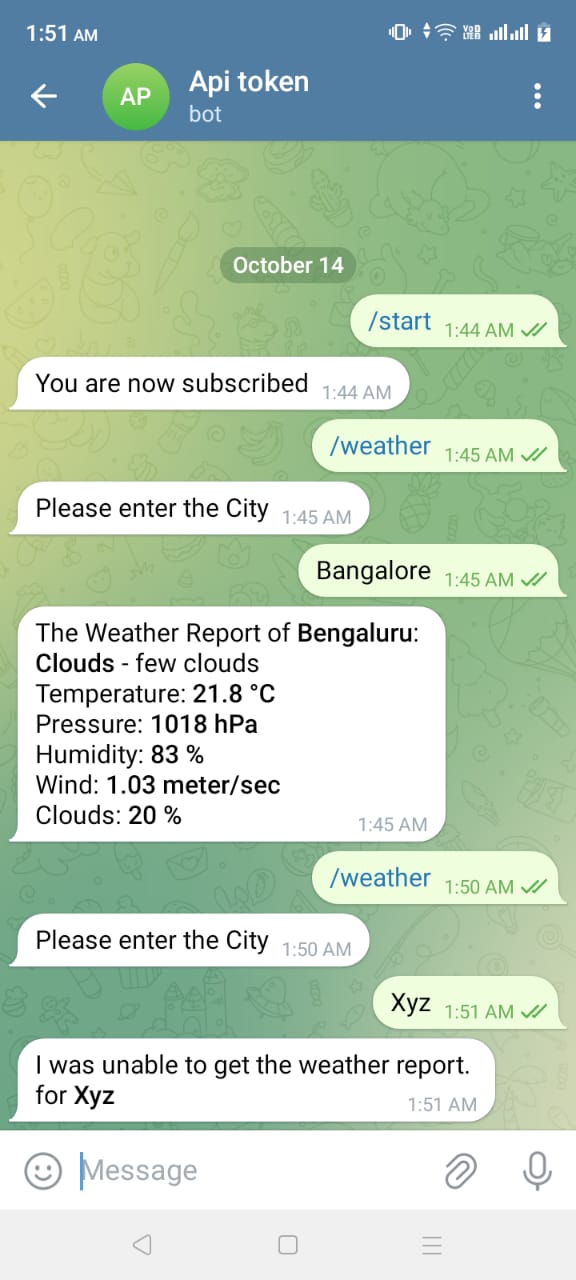 1:51 AM
VoD LTED
AP
Api token
bot
October 14
/start 1:44 AM
You are now subscribed 1:44 AM
/weather 1:45 AM
Please enter the City 1:45 AM
Bangalore 1:45 AM
The Weather Report of Bengaluru:
Clouds - few clouds
Temperature: 21.8 °C
Pressure: 1018 hPa
Humidity: 83 %
Wind: 1.03 meter/sec
Clouds: 20 %
1:45 AM
/weather 1:50 AM
Please enter the City 1:50 AM
Xyz 1:51 AM
I was unable to get the weather report.
for Xyz
1:51 AM
Message